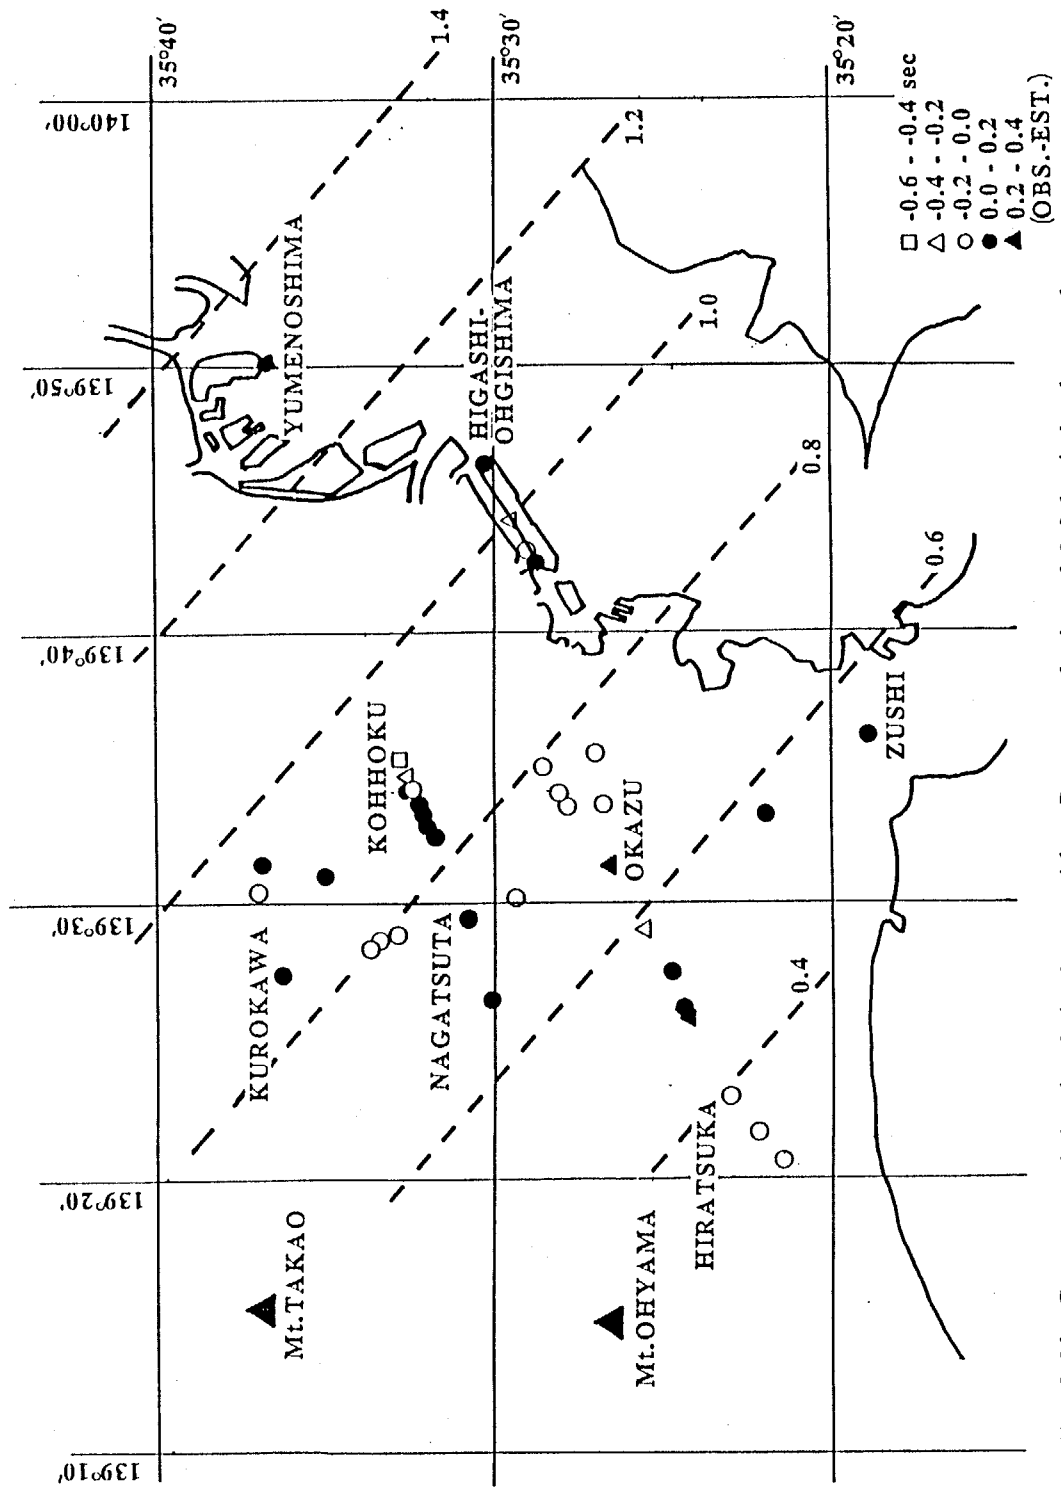 139°10′
139°20′
139°30′
139°40′
139°50′
140°00′
35°40′
35°30′
35°20′
1.4
1.2
1.0
0.8
0.6
0.4
Mt.TAKAO
KUROKAWA
KOHHOKU
YUMENOSHIMA
HIGASHI-
OHGISHIMA
NAGATSUTA
OKAZU
Mt.OHYAMA
HIRATSUKA
ZUSHI
□ -0.6 - -0.4 sec
△ -0.4 - -0.2
○ -0.2 - 0.0
● 0.0 - 0.2
▲ 0.2 - 0.4
(OBS.-EST.)